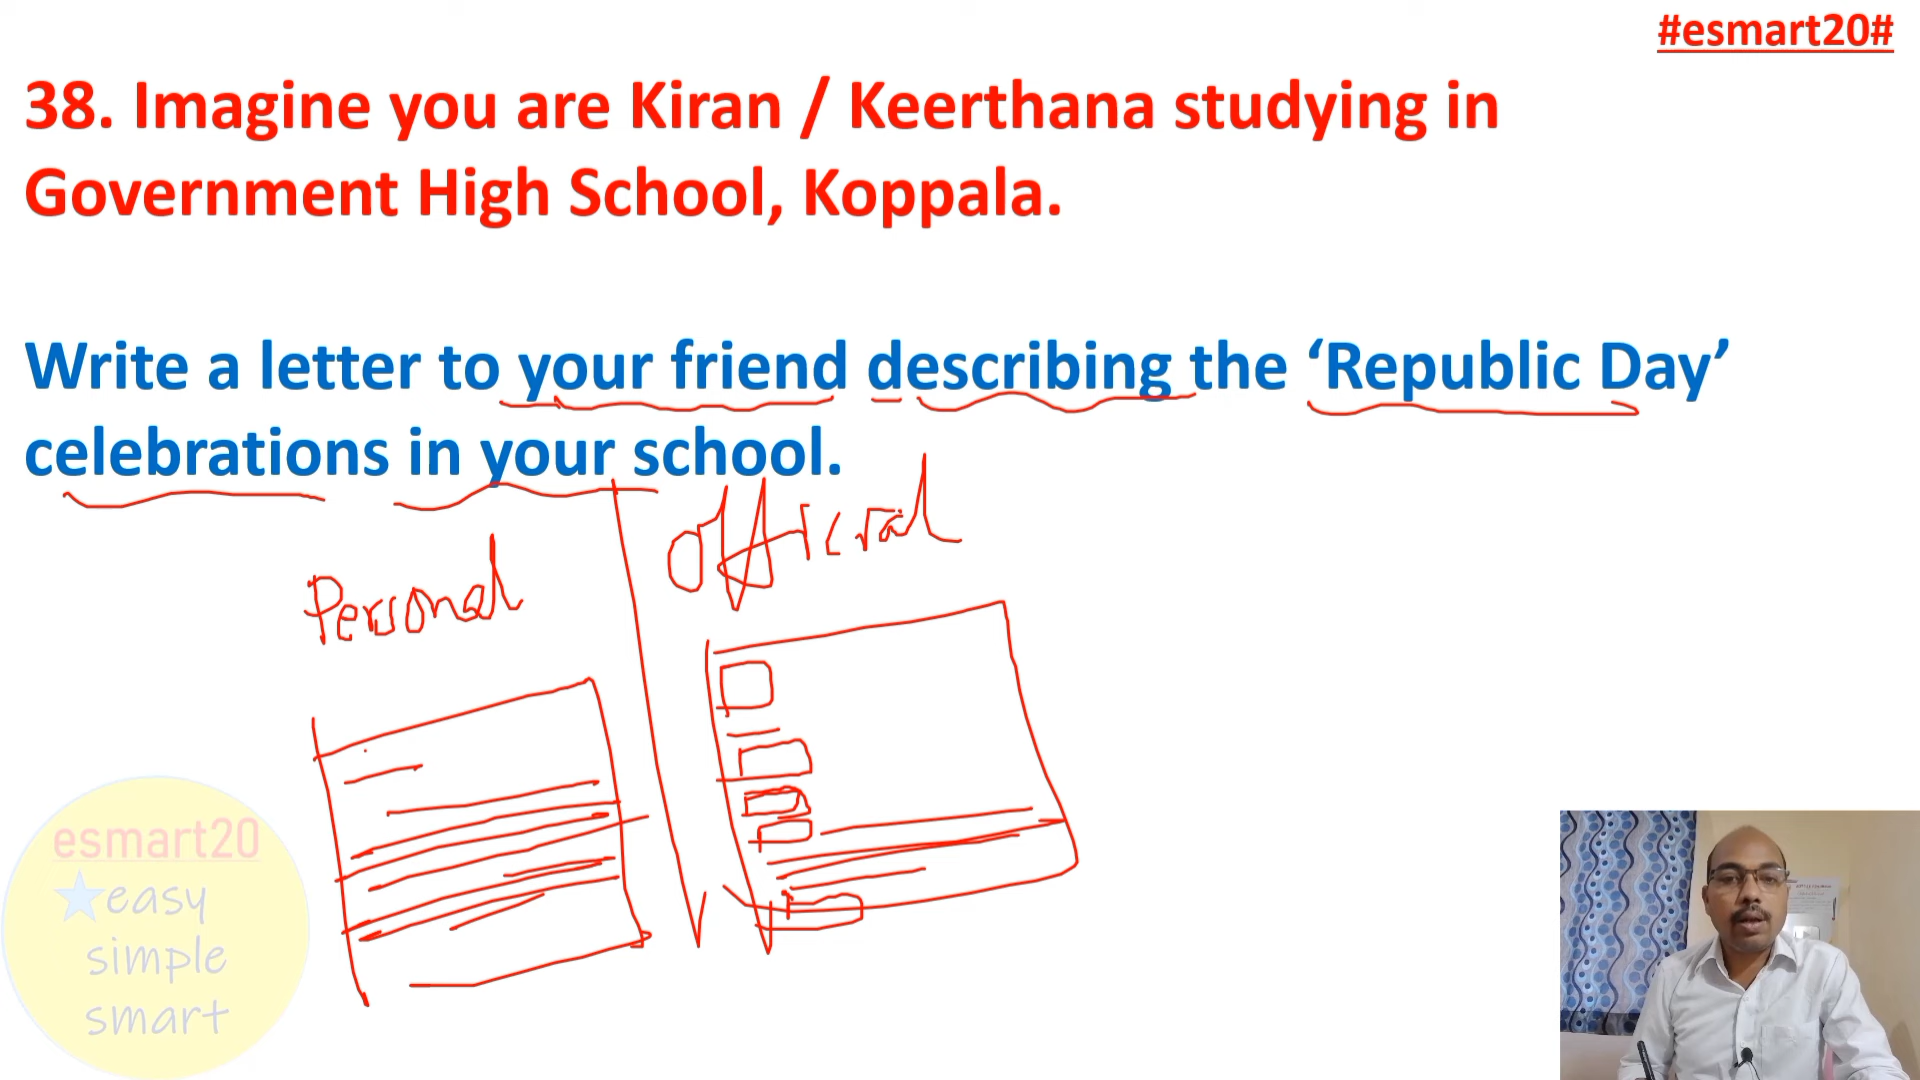 #esmart20#
38. Imagine you are Kiran / Keerthana studying in
Government High School, Koppala.
Write a letter to your friend describing the ‘Republic Day’
celebrations in your school.
Personal
Official
esmart20
easy
simple
smart